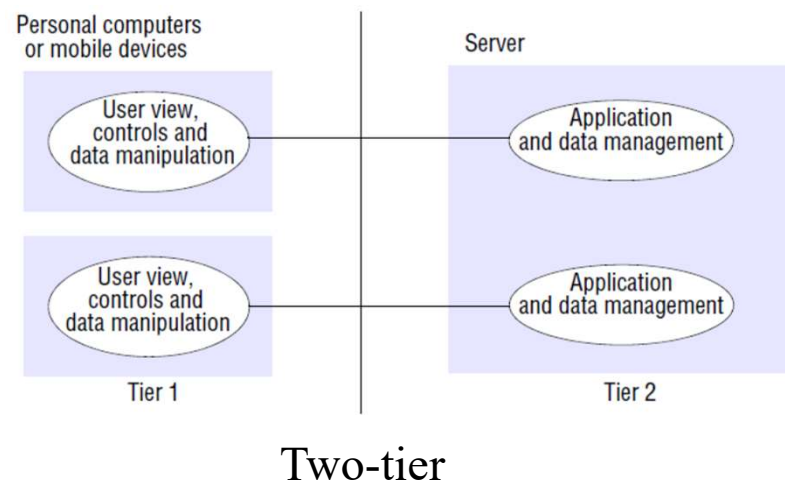 Personal computers
or mobile devices
Server
User view,
controls and
data manipulation
Application
and data management
User view,
controls and
data manipulation
Application
and data management
Tier 1
Tier 2
Two-tier